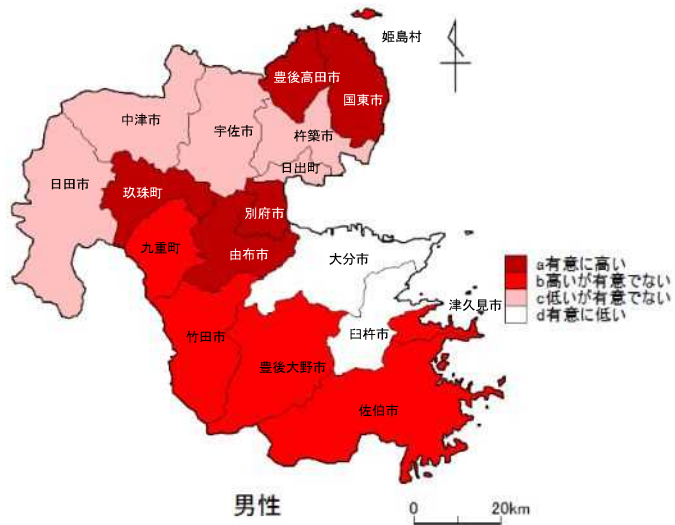 姫島村
豊後高田市
国東市
中津市
宇佐市
杵築市
日出町
日田市
玖珠町
別府市
九重町
由布市
大分市
a有意に高い
b高いが有意でない
c低いが有意でない
d有意に低い
津久見市
臼杵市
竹田市
豊後大野市
佐伯市
男性
0 20km